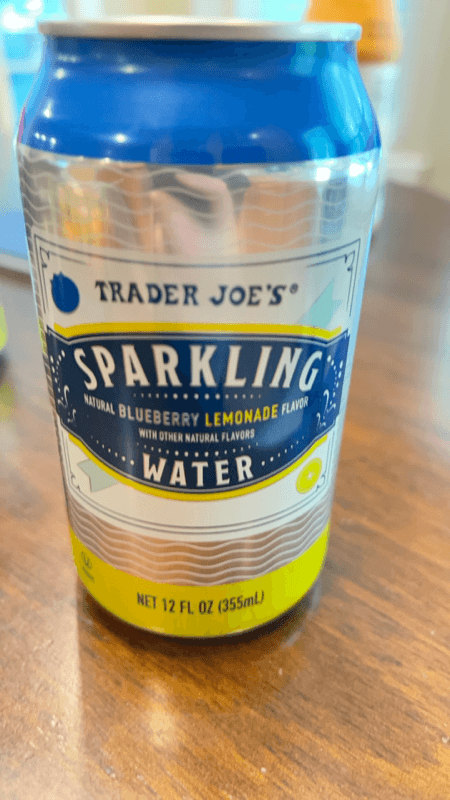 TRADER JOE'S®
SPARKLING
NATURAL BLUEBERRY LEMONADE FLAVOR
WITH OTHER NATURAL FLAVORS
WATER
NET 12 FL OZ (355mL)